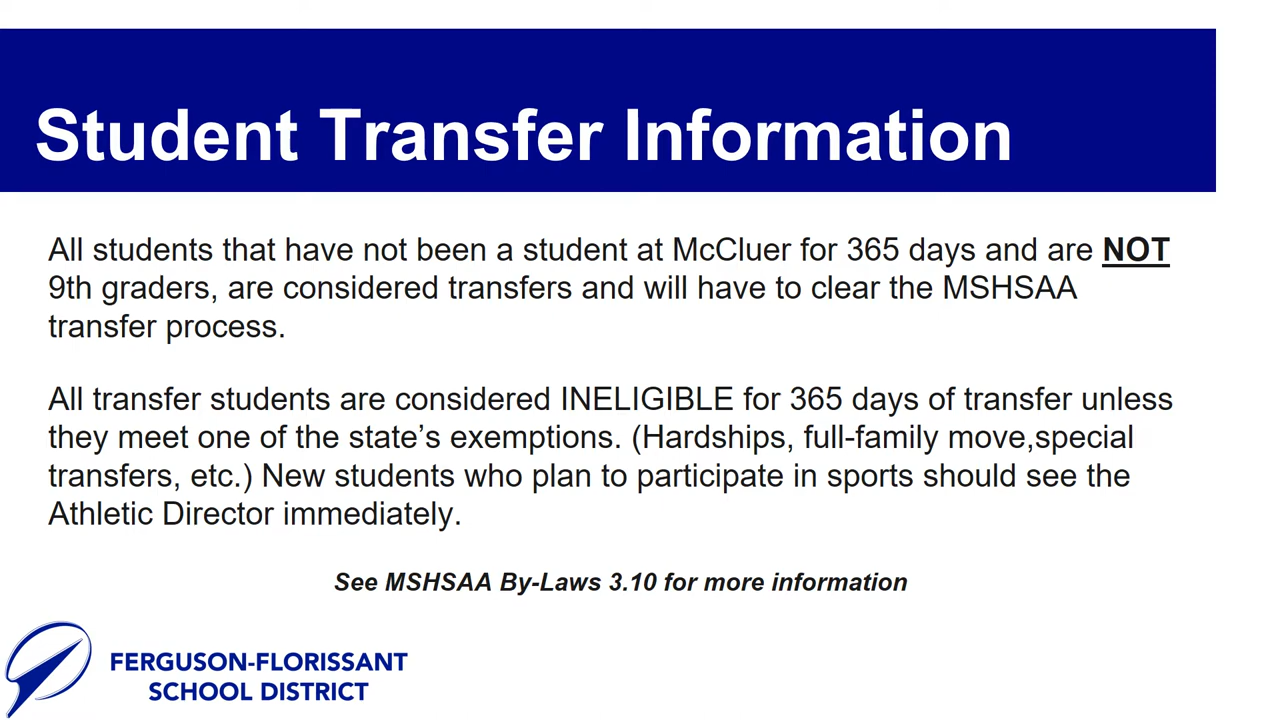 Student Transfer Information
All students that have not been a student at McCluer for 365 days and are NOT
9th graders, are considered transfers and will have to clear the MSHSAA
transfer process.
All transfer students are considered INELIGIBLE for 365 days of transfer unless
they meet one of the state’s exemptions. (Hardships, full-family move,special
transfers, etc.) New students who plan to participate in sports should see the
Athletic Director immediately.
See MSHSAA By-Laws 3.10 for more information
FERGUSON-FLORISSANT
SCHOOL DISTRICT